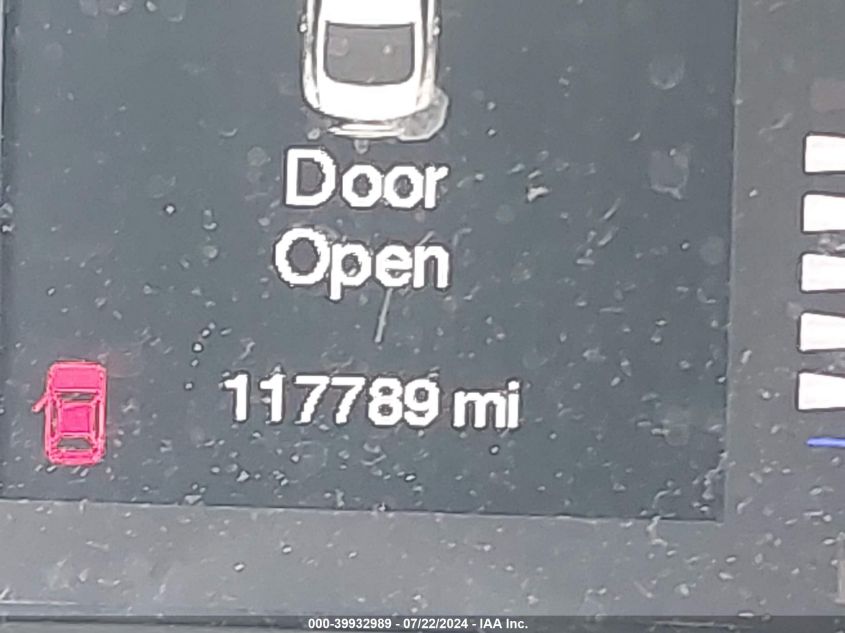 Door
Open
117789 mi
000-39932989 - 07/22/2024 - IAA Inc.